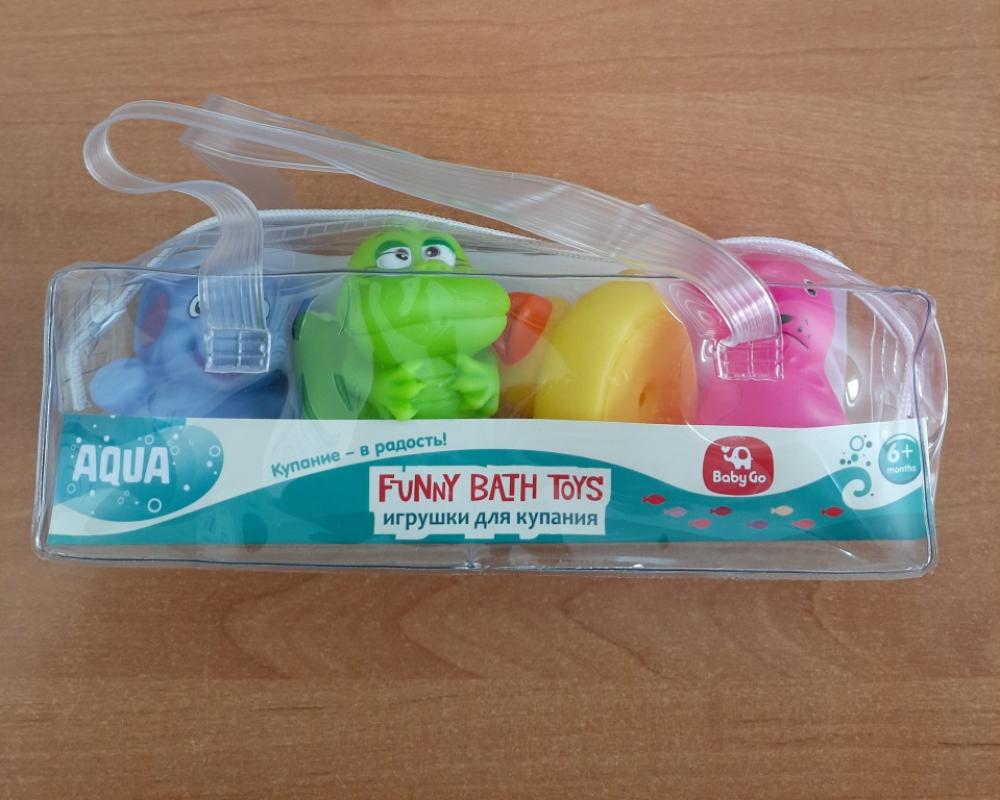 AQUA
Купание – в радость!
FUNNY BATH TOYS
игрушки для купания
Baby Go
6+
months